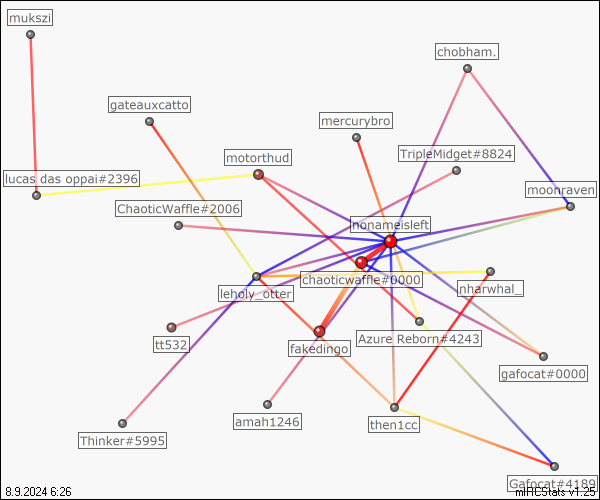 mukszi
chobham.
gateauxcatto
mercurybro
motorthud
TripleMidget#8824
lucas das oppai#2396
moonraven
ChaoticWaffle#2006
nonameisleft
chaoticwaffle#0000
leholy_otter
nharwhal_
tt532
fakedingo
Azure Reborn#4243
gafocat#0000
amah1246
then1cc
Thinker#5995
Gafocat#4189
8.9.2024 6:26
mIRCStats v1.25